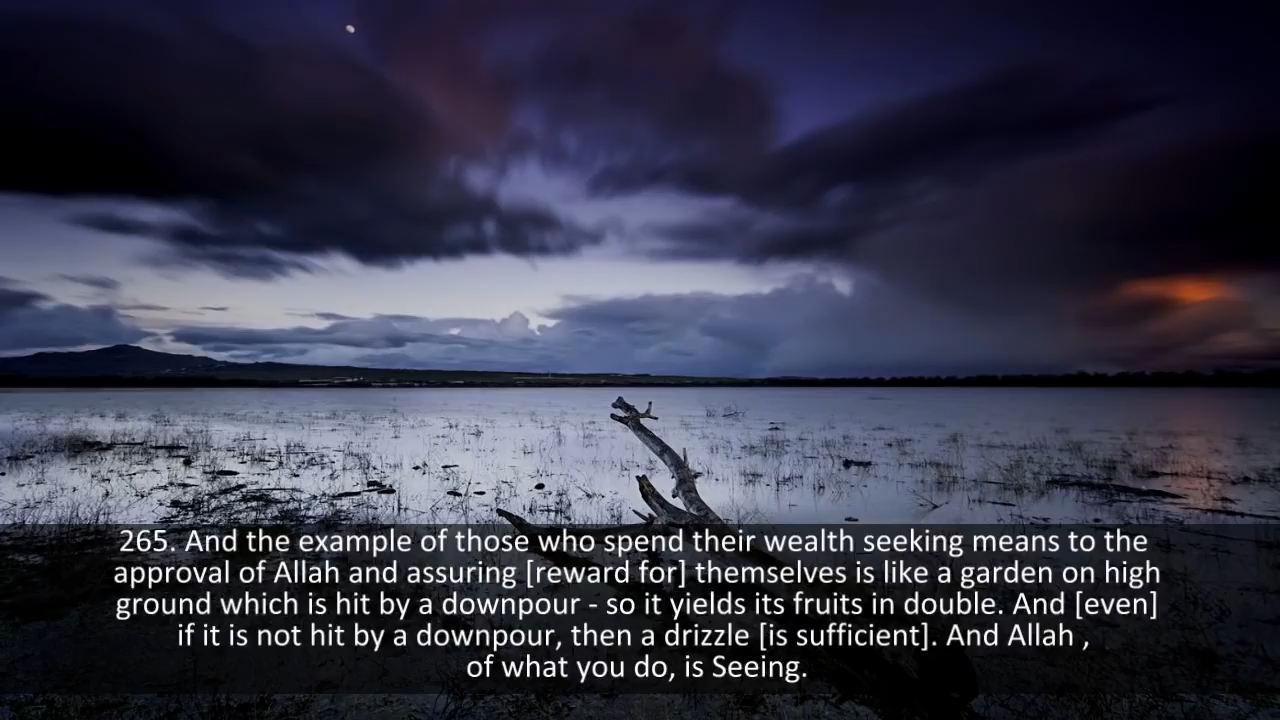 265. And the example of those who spend their wealth seeking means to the
approval of Allah and assuring [reward for] themselves is like a garden on high
ground which is hit by a downpour - so it yields its fruits in double. And [even]
if it is not hit by a downpour, then a drizzle [is sufficient]. And Allah ,
of what you do, is Seeing.